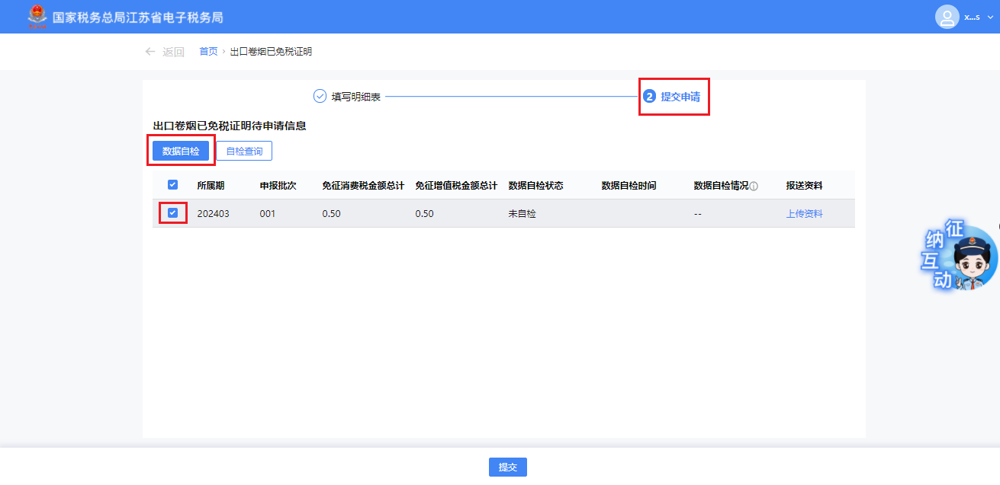 国家税务总局江苏省电子税务局
x...s
返回 首页 › 出口卷烟已免税证明
填写明细表
2 提交申请
出口卷烟已免税证明待申请信息
数据自检 自检查询
所属期 申报批次 免征消费税金额总计 免征增值税金额总计 数据自检状态 数据自检时间 数据自检情况 报送资料
202403 001 0.50 0.50 未自检 -- 上传资料
征纳互动
提交